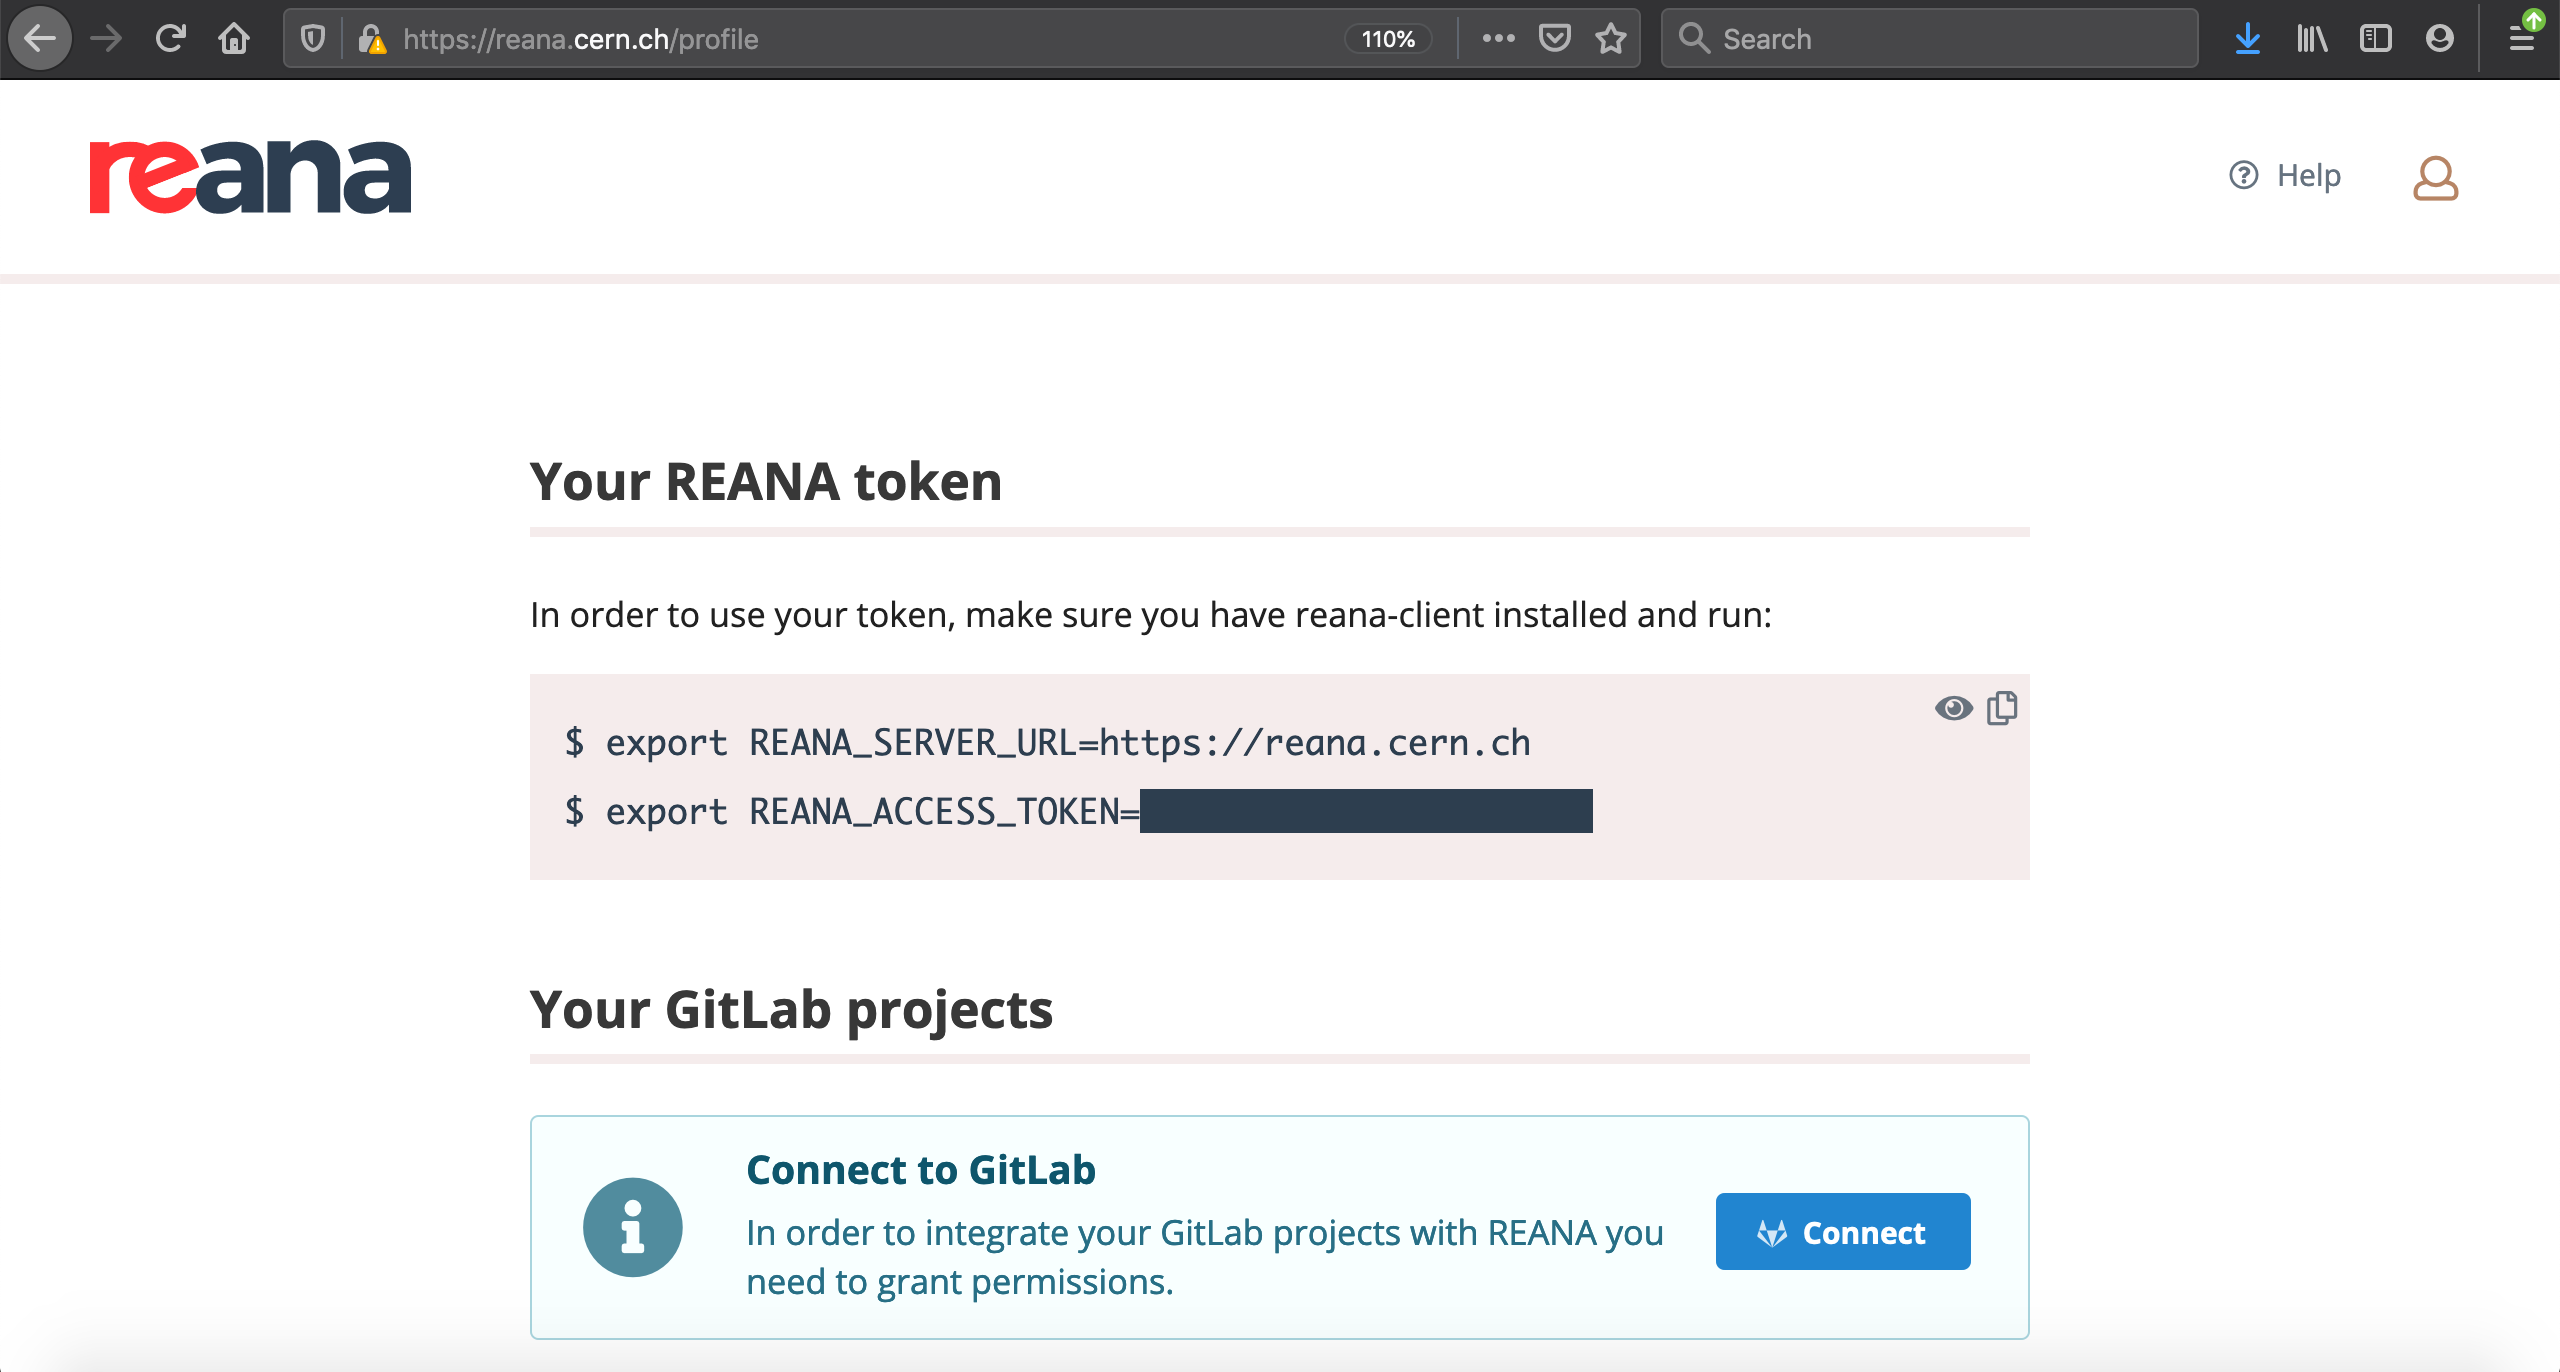 https://reana.cern.ch/profile
110%
Search
reana
Help
Your REANA token
In order to use your token, make sure you have reana-client installed and run:
$ export REANA_SERVER_URL=https://reana.cern.ch
$ export REANA_ACCESS_TOKEN=
Your GitLab projects
Connect to GitLab
In order to integrate your GitLab projects with REANA you
need to grant permissions.
Connect